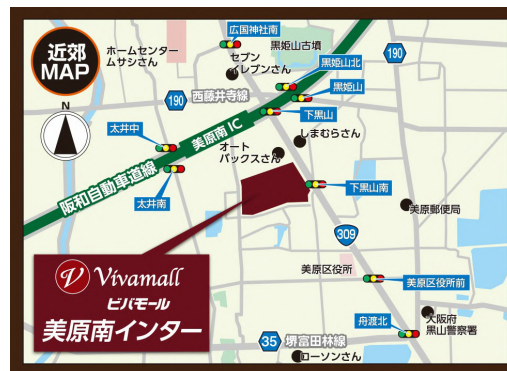 近郊
MAP
N
広国神社南
ホームセンター
ムサシさん
セブン
イレブンさん
黒姫山古墳
190
黒姫山北
黒姫山
190
西藤井寺線
下黒山
太井中
美原南IC
しまむらさん
オート
バックスさん
阪和自動車道線
太井南
下黒山南
美原郵便局
309
Vivamall
ビバモール
美原南インター
美原区役所
美原区役所前
大阪府
黒山警察署
舟渡北
35
堺富田林線
ローソンさん